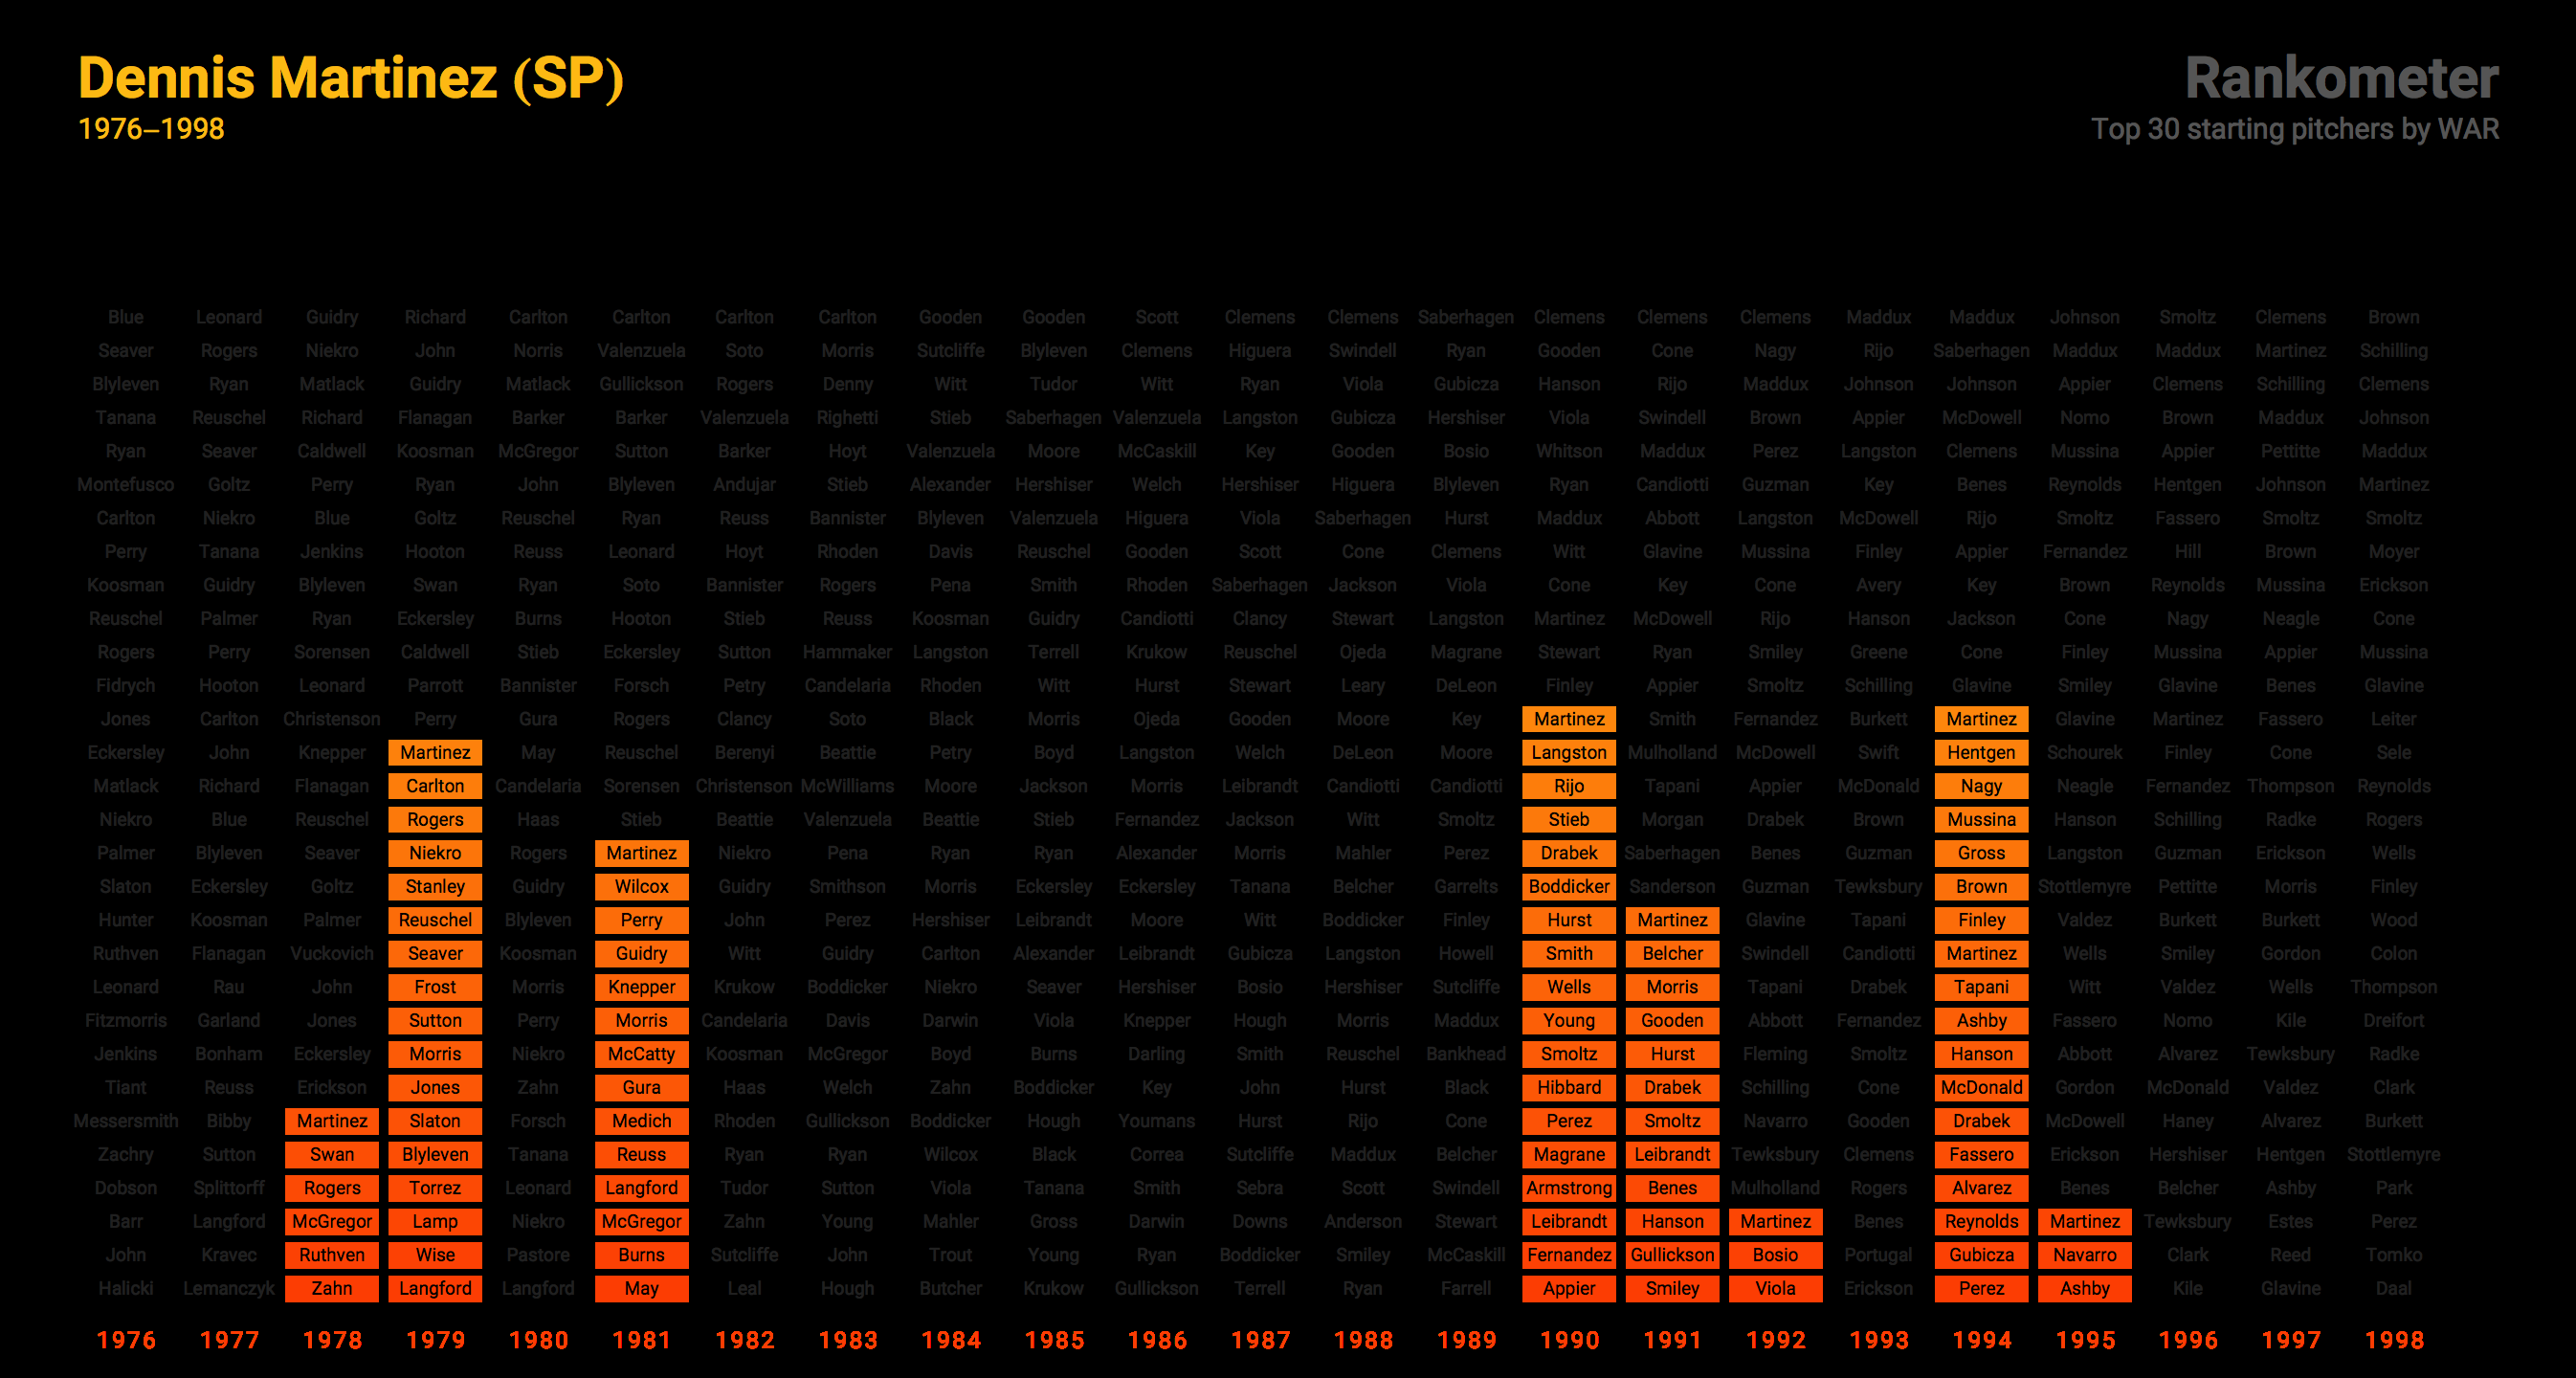 Dennis Martinez (SP)
1976–1998
Rankometer
Top 30 starting pitchers by WAR
Blue Leonard Guidry Richard Carlton Carlton Carlton Carlton Gooden Gooden Scott Clemens Clemens Saberhagen Clemens Clemens Clemens Maddux Maddux Johnson Smoltz Clemens Brown
Seaver Rogers Niekro John Norris Valenzuela Soto Morris Sutcliffe Blyleven Clemens Higuera Swindell Ryan Gooden Cone Nagy Rijo Saberhagen Maddux Maddux Martinez Schilling
Blyleven Ryan Matlack Guidry Matlack Gullickson Rogers Denny Witt Tudor Witt Ryan Viola Gubicza Hanson Rijo Maddux Johnson Johnson Appier Clemens Schilling Clemens
Tanana Reuschel Richard Flanagan Barker Barker Valenzuela Righetti Stieb Saberhagen Valenzuela Langston Gubicza Hershiser Viola Swindell Brown Appier McDowell Nomo Brown Maddux Johnson
Ryan Seaver Caldwell Koosman McGregor Sutton Barker Hoyt Valenzuela Moore McCaskill Key Gooden Bosio Whitson Maddux Perez Langston Clemens Mussina Appier Pettitte Maddux
Montefusco Goltz Perry Ryan John Blyleven Andujar Stieb Alexander Hershiser Welch Hershiser Higuera Blyleven Ryan Candiotti Guzman Key Benes Reynolds Hentgen Johnson Martinez
Carlton Niekro Blue Goltz Reuschel Ryan Reuss Bannister Blyleven Valenzuela Higuera Viola Saberhagen Hurst Maddux Abbott Langston McDowell Rijo Smoltz Fassero Smoltz Smoltz
Perry Tanana Jenkins Hooton Reuss Leonard Hoyt Rhoden Davis Reuschel Gooden Scott Cone Clemens Witt Glavine Mussina Finley Appier Fernandez Hill Brown Moyer
Koosman Guidry Blyleven Swan Ryan Soto Bannister Rogers Pena Smith Rhoden Saberhagen Jackson Viola Cone Key Cone Avery Key Brown Reynolds Mussina Erickson
Reuschel Palmer Ryan Eckersley Burns Hooton Stieb Reuss Koosman Guidry Candiotti Clancy Stewart Langston Martinez McDowell Rijo Hanson Jackson Cone Nagy Neagle Cone
Rogers Perry Sorensen Caldwell Stieb Eckersley Sutton Hammaker Langston Terrell Krukow Reuschel Ojeda Magrane Stewart Ryan Smiley Greene Cone Finley Mussina Appier Mussina
Fidrych Hooton Leonard Parrott Bannister Forsch Petry Candelaria Rhoden Witt Hurst Stewart Leary DeLeon Finley Appier Smoltz Schilling Glavine Smiley Glavine Benes Glavine
Jones Carlton Christenson Perry Gura Rogers Clancy Soto Black Morris Ojeda Gooden Moore Key Martinez Smith Fernandez Burkett Martinez Glavine Martinez Fassero Leiter
Eckersley John Knepper Martinez May Reuschel Berenyi Beattie Petry Boyd Langston Welch DeLeon Moore Langston Mulholland McDowell Swift Hentgen Schourek Finley Cone Sele
Matlack Richard Flanagan Carlton Candelaria Sorensen Christenson McWilliams Moore Jackson Morris Leibrandt Candiotti Candiotti Rijo Tapani Appier McDonald Nagy Neagle Fernandez Thompson Reynolds
Niekro Blue Reuschel Rogers Haas Stieb Beattie Valenzuela Beattie Stieb Fernandez Jackson Witt Smoltz Stieb Morgan Drabek Brown Mussina Hanson Schilling Radke Rogers
Palmer Blyleven Seaver Niekro Rogers Martinez Niekro Pena Ryan Ryan Alexander Morris Mahler Perez Drabek Saberhagen Benes Guzman Gross Langston Guzman Erickson Wells
Slaton Eckersley Goltz Stanley Guidry Wilcox Guidry Smithson Morris Eckersley Eckersley Tanana Belcher Garrelts Boddicker Sanderson Guzman Tewksbury Brown Stottlemyre Pettitte Morris Finley
Hunter Koosman Palmer Reuschel Blyleven Perry John Perez Hershiser Leibrandt Moore Witt Boddicker Finley Hurst Martinez Glavine Tapani Finley Valdez Burkett Burkett Wood
Ruthven Flanagan Vuckovich Seaver Koosman Guidry Witt Guidry Carlton Alexander Leibrandt Gubicza Langston Howell Smith Belcher Swindell Candiotti Martinez Wells Smiley Gordon Colon
Leonard Rau John Frost Morris Knepper Krukow Boddicker Niekro Seaver Hershiser Bosio Hershiser Sutcliffe Wells Morris Tapani Drabek Tapani Witt Valdez Wells Thompson
Fitzmorris Garland Jones Sutton Perry Morris Candelaria Davis Darwin Viola Knepper Hough Morris Maddux Young Gooden Abbott Fernandez Ashby Fassero Nomo Kile Dreifort
Jenkins Bonham Eckersley Morris Niekro McCatty Koosman McGregor Boyd Burns Darling Smith Reuschel Bankhead Smoltz Hurst Fleming Smoltz Hanson Abbott Alvarez Tewksbury Radke
Tiant Reuss Erickson Jones Zahn Gura Haas Welch Zahn Boddicker Key John Hurst Black Hibbard Drabek Schilling Cone McDonald Gordon McDonald Valdez Clark
Messersmith Bibby Martinez Slaton Forsch Medich Rhoden Gullickson Boddicker Hough Youmans Hurst Rijo Cone Perez Smoltz Navarro Gooden Drabek McDowell Haney Alvarez Burkett
Zachry Sutton Swan Blyleven Tanana Reuss Ryan Ryan Wilcox Black Correa Sutcliffe Maddux Belcher Magrane Leibrandt Tewksbury Clemens Fassero Erickson Hershiser Hentgen Stottlemyre
Dobson Splittorff Rogers Torrez Leonard Langford Tudor Sutton Viola Tanana Smith Sebra Scott Swindell Armstrong Benes Mulholland Rogers Alvarez Benes Belcher Ashby Park
Barr Langford McGregor Lamp Niekro McGregor Zahn Young Mahler Gross Darwin Downs Anderson Stewart Leibrandt Hanson Martinez Benes Reynolds Martinez Tewksbury Estes Perez
John Kravec Ruthven Wise Pastore Burns Sutcliffe John Trout Young Ryan Boddicker Smiley McCaskill Fernandez Gullickson Bosio Portugal Gubicza Navarro Clark Reed Tomko
Halicki Lemanczyk Zahn Langford Langford May Leal Hough Butcher Krukow Gullickson Terrell Ryan Farrell Appier Smiley Viola Erickson Perez Ashby Kile Glavine Daal
1976 1977 1978 1979 1980 1981 1982 1983 1984 1985 1986 1987 1988 1989 1990 1991 1992 1993 1994 1995 1996 1997 1998